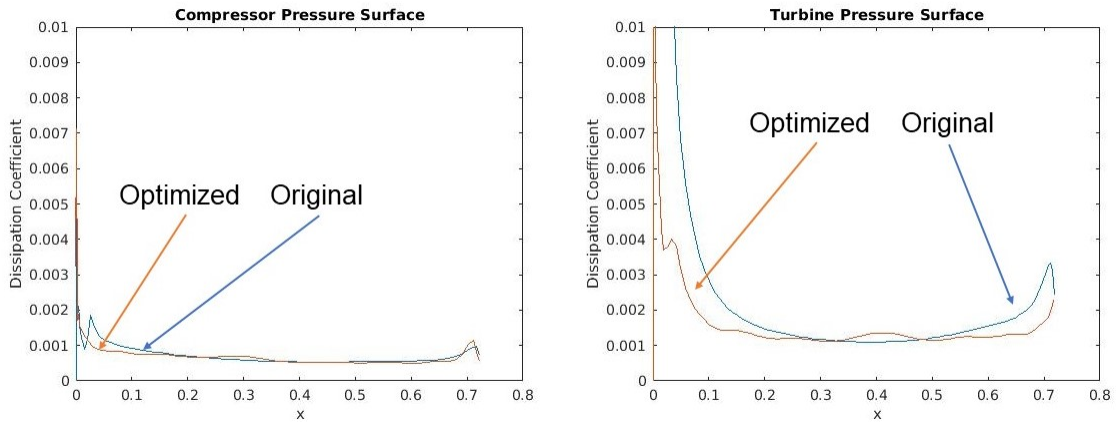 Compressor Pressure Surface
0.01
0.009
0.008
0.007
0.006
0.005
0.004
0.003
0.002
0.001
0
Dissipation Coefficient
Optimized
Original
0 0.1 0.2 0.3 0.4 0.5 0.6 0.7 0.8
x
Turbine Pressure Surface
0.01
0.009
0.008
0.007
0.006
0.005
0.004
0.003
0.002
0.001
0
Dissipation Coefficient
Optimized
Original
0 0.1 0.2 0.3 0.4 0.5 0.6 0.7 0.8
x